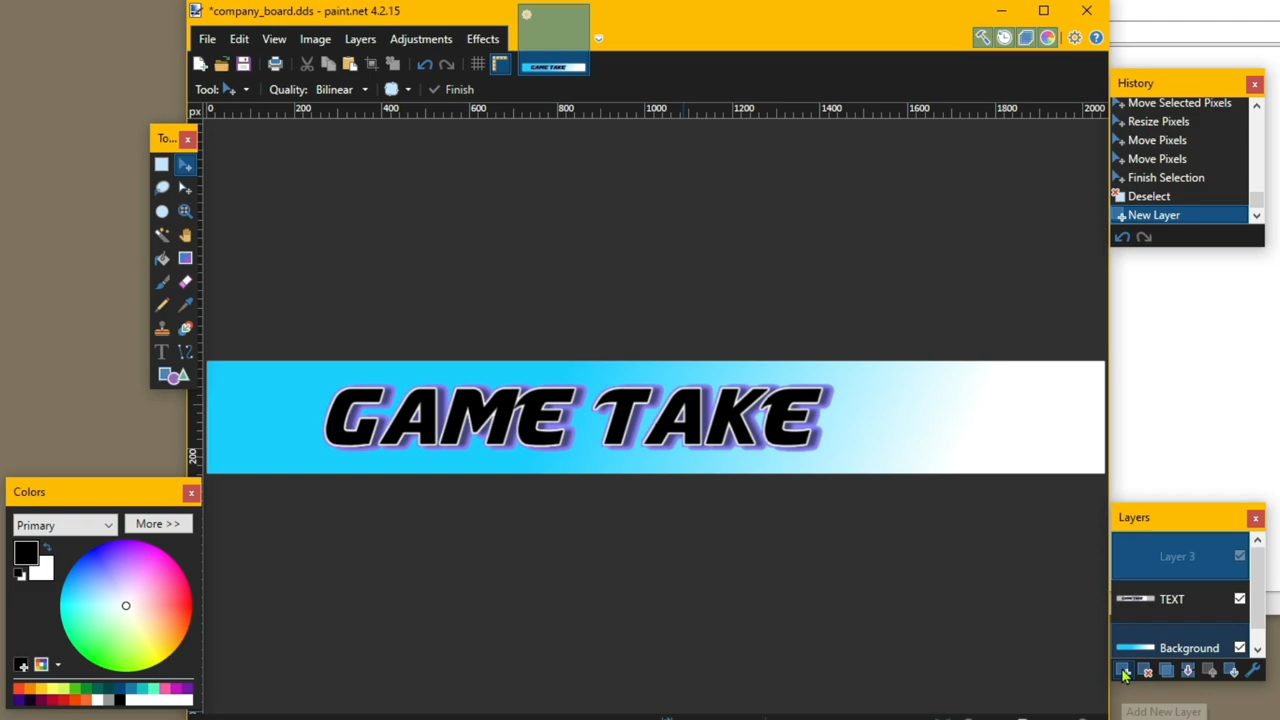 *company_board.dds - paint.net 4.2.15
File Edit View Image Layers Adjustments Effects
Tool: Quality: Bilinear Finish
px 0 200 400 600 800 1000 1200 1400 1600 1800 2000
200
To...
GAME TAKE
History
Move Selected Pixels
Resize Pixels
Move Pixels
Move Pixels
Finish Selection
Deselect
New Layer
Colors
Primary More >>
Layers
Layer 3
TEXT
Background
Add New Layer